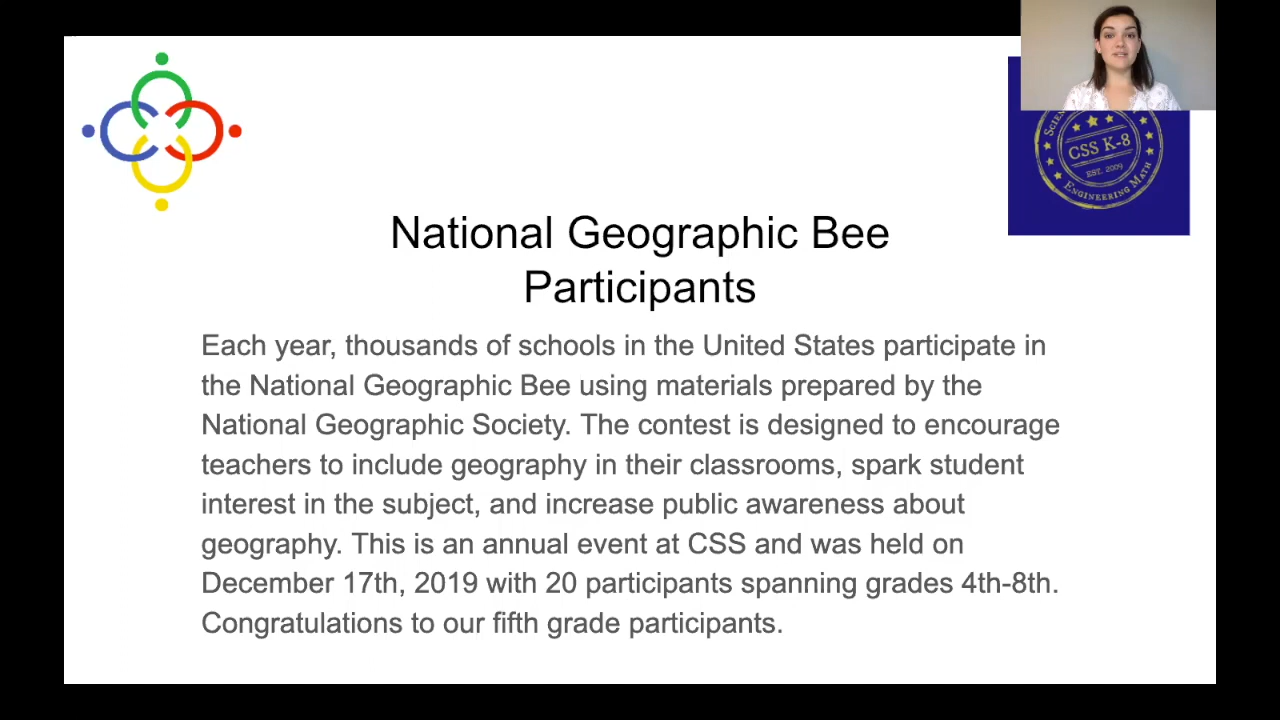 CSS K-8
EST. 2009
ENGINEERING MATH
National Geographic Bee
Participants
Each year, thousands of schools in the United States participate in
the National Geographic Bee using materials prepared by the
National Geographic Society. The contest is designed to encourage
teachers to include geography in their classrooms, spark student
interest in the subject, and increase public awareness about
geography. This is an annual event at CSS and was held on
December 17th, 2019 with 20 participants spanning grades 4th-8th.
Congratulations to our fifth grade participants.